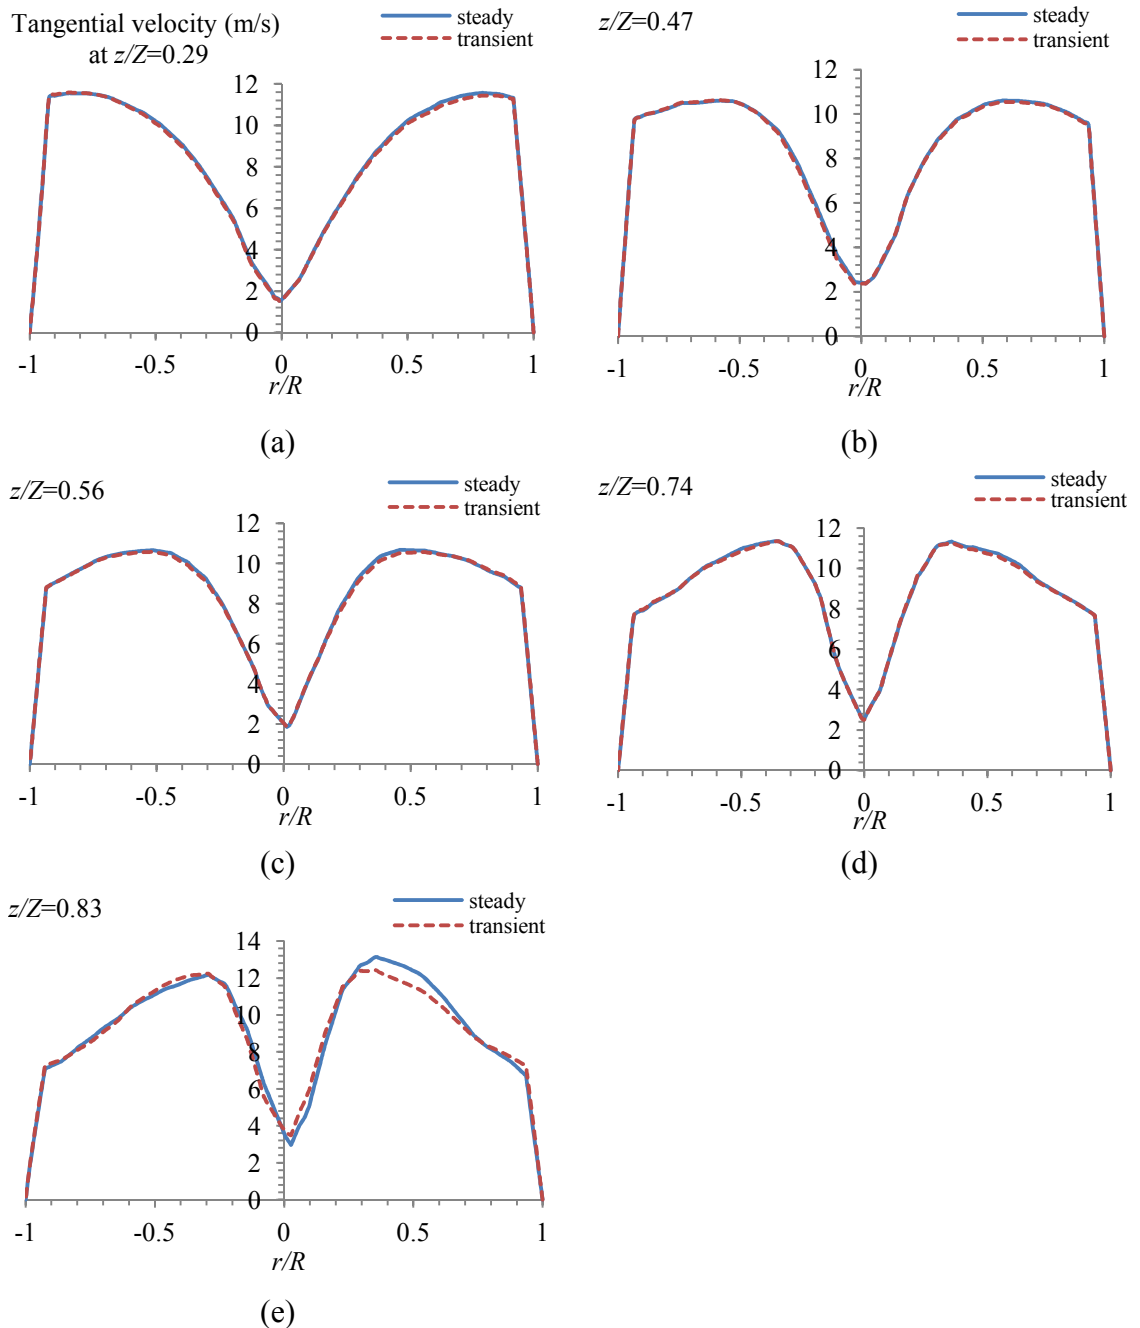 Tangential velocity (m/s)
at z/Z=0.29
steady
transient
12
10
8
6
4
2
0
-1 -0.5 0 0.5 1
r/R
(a)
z/Z=0.47
steady
transient
12
10
8
6
4
2
0
-1 -0.5 0 0.5 1
r/R
(b)
z/Z=0.56
steady
transient
12
10
8
6
4
2
0
-1 -0.5 0 0.5 1
r/R
(c)
z/Z=0.74
steady
transient
12
10
8
6
4
2
0
-1 -0.5 0 0.5 1
r/R
(d)
z/Z=0.83
steady
transient
14
12
10
8
6
4
2
0
-1 -0.5 0 0.5 1
r/R
(e)